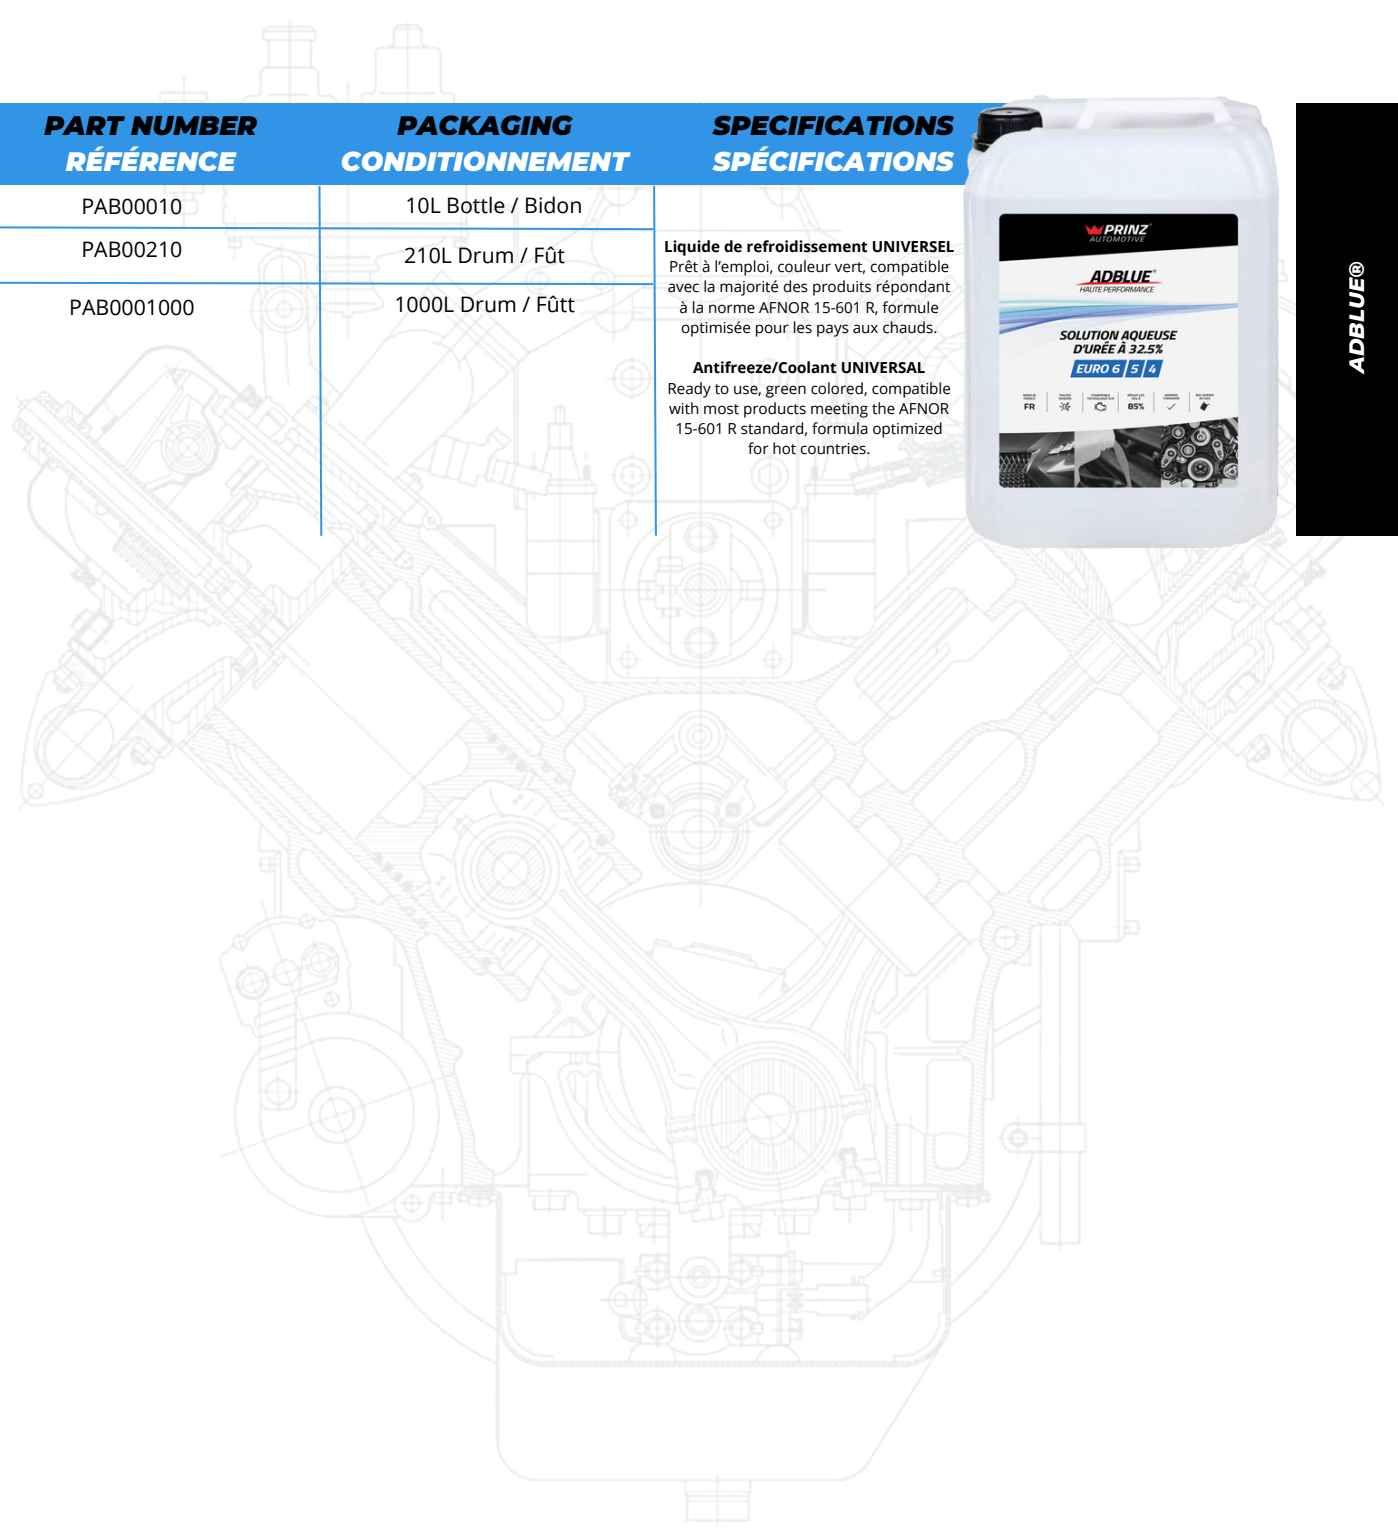 PART NUMBER
RÉFÉRENCE
PACKAGING
CONDITIONNEMENT
SPECIFICATIONS
SPÉCIFICATIONS
PAB00010
10L Bottle / Bidon
PAB00210
210L Drum / Fût
PAB0001000
1000L Drum / Fûtt
Liquide de refroidissement UNIVERSEL
Prêt à l’emploi, couleur vert, compatible
avec la majorité des produits répondant
à la norme AFNOR 15-601 R, formule
optimisée pour les pays aux chauds.
Antifreeze/Coolant UNIVERSAL
Ready to use, green colored, compatible
with most products meeting the AFNOR
15-601 R standard, formula optimized
for hot countries.
PRINZ
AUTOMOTIVE
ADBLUE®
HAUTE PERFORMANCE
SOLUTION AQUEUSE
D'URÉE À 32.5%
EURO 6 5 4
FR
85%
ADBLUE®